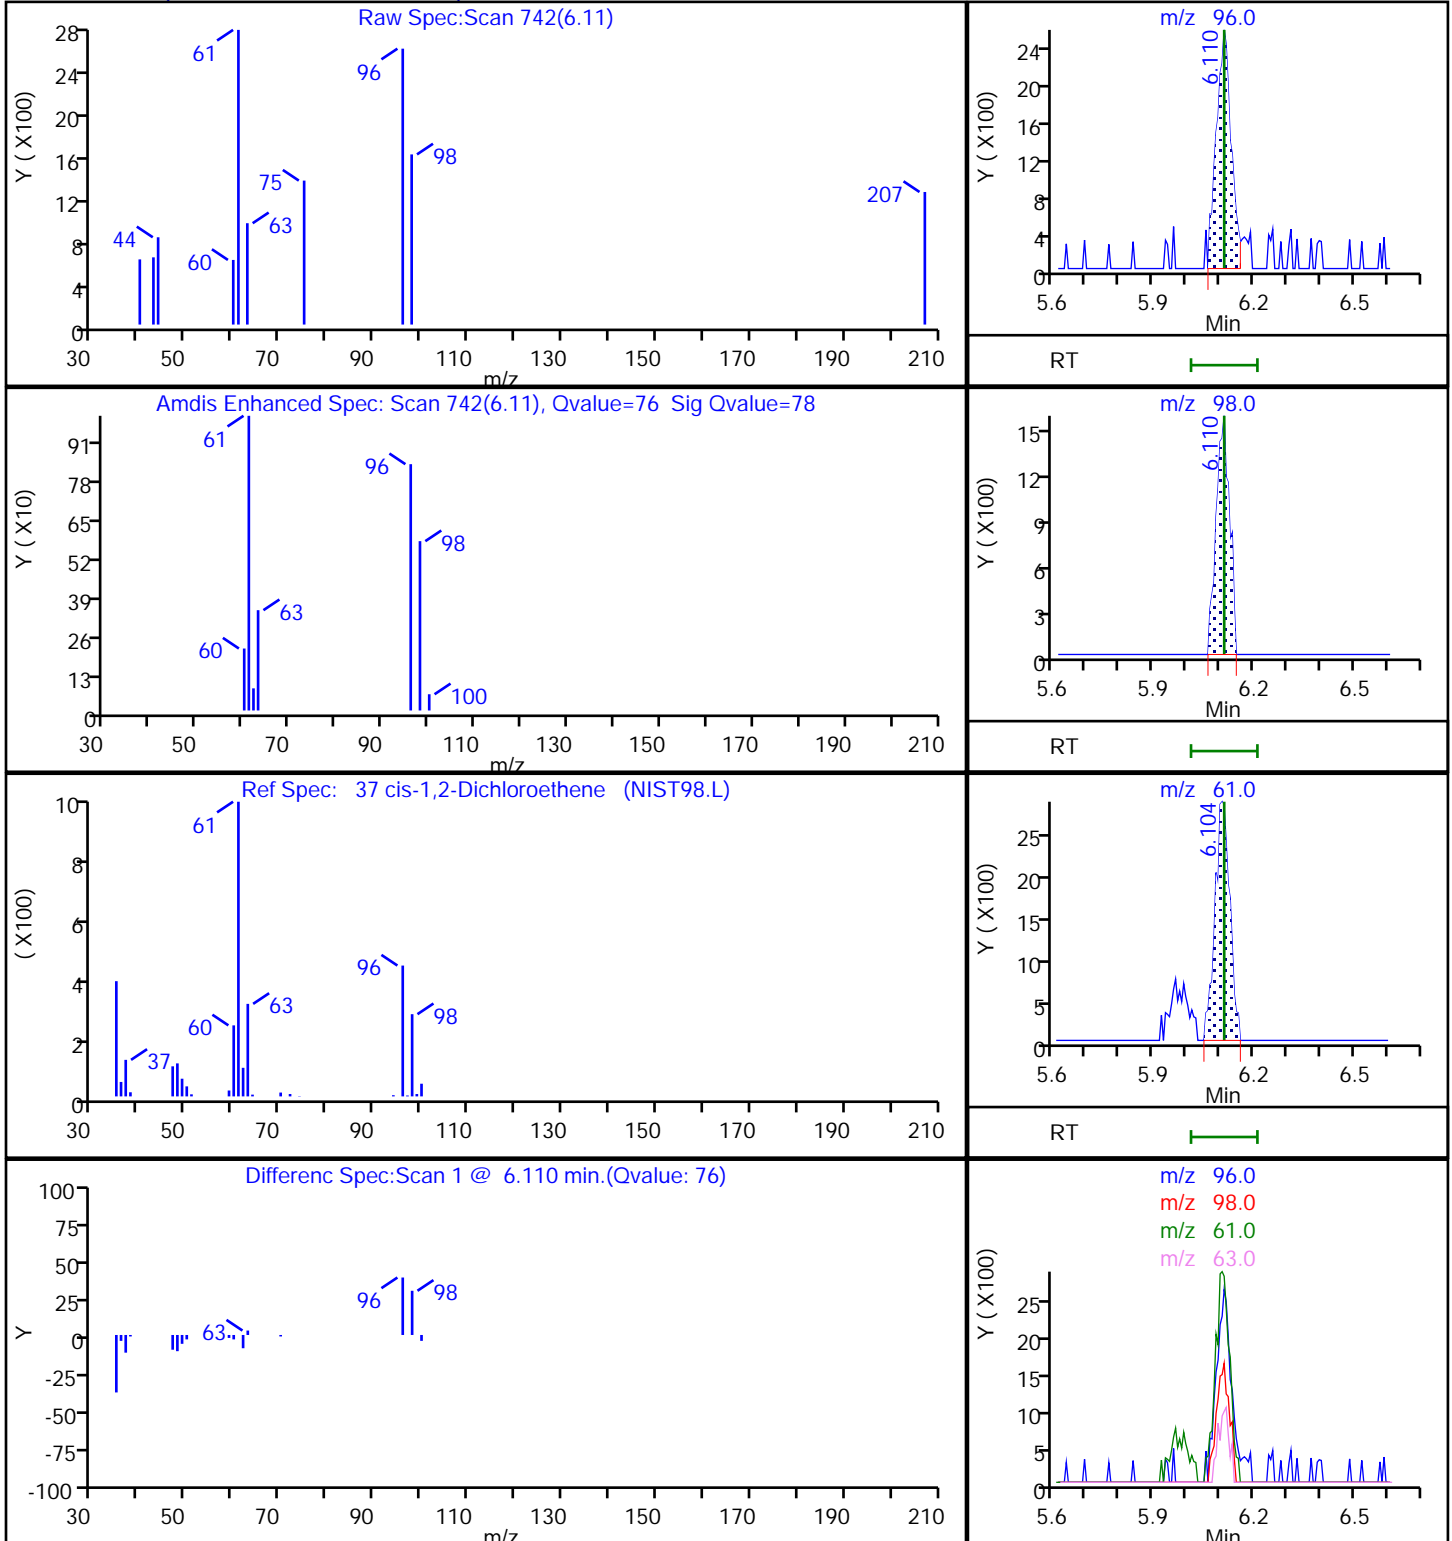 Raw Spec:Scan 742(6.11)
28
24
20
16
12
8
4
0
Y ( X100)
61
96
98
75
63
207
44
60
30 50 70 90 110 130 150 170 190 210
m/z
m/z 96.0
24
20
16
12
8
4
0
Y ( X100)
6.110
5.6 5.9 6.2 6.5
Min
RT
Amdis Enhanced Spec: Scan 742(6.11), Qvalue=76 Sig Qvalue=78
91
78
65
52
39
26
13
0
Y ( X10)
61
96
98
63
60
100
30 50 70 90 110 130 150 170 190 210
m/z
m/z 98.0
15
12
9
6
3
0
Y ( X100)
6.110
5.6 5.9 6.2 6.5
Min
RT
Ref Spec: 37 cis-1,2-Dichloroethene (NIST98.L)
10
8
6
4
2
0
( X100)
61
96
63
98
60
37
30 50 70 90 110 130 150 170 190 210
m/z 61.0
25
20
15
10
5
0
Y ( X100)
6.104
5.6 5.9 6.2 6.5
Min
RT
Differenc Spec:Scan 1 @ 6.110 min.(Qvalue: 76)
100
75
50
25
0
-25
-50
-75
-100
Y
96
98
63
30 50 70 90 110 130 150 170 190 210
m/z
m/z 96.0
m/z 98.0
m/z 61.0
m/z 63.0
25
20
15
10
5
0
Y ( X100)
5.6 5.9 6.2 6.5
Min